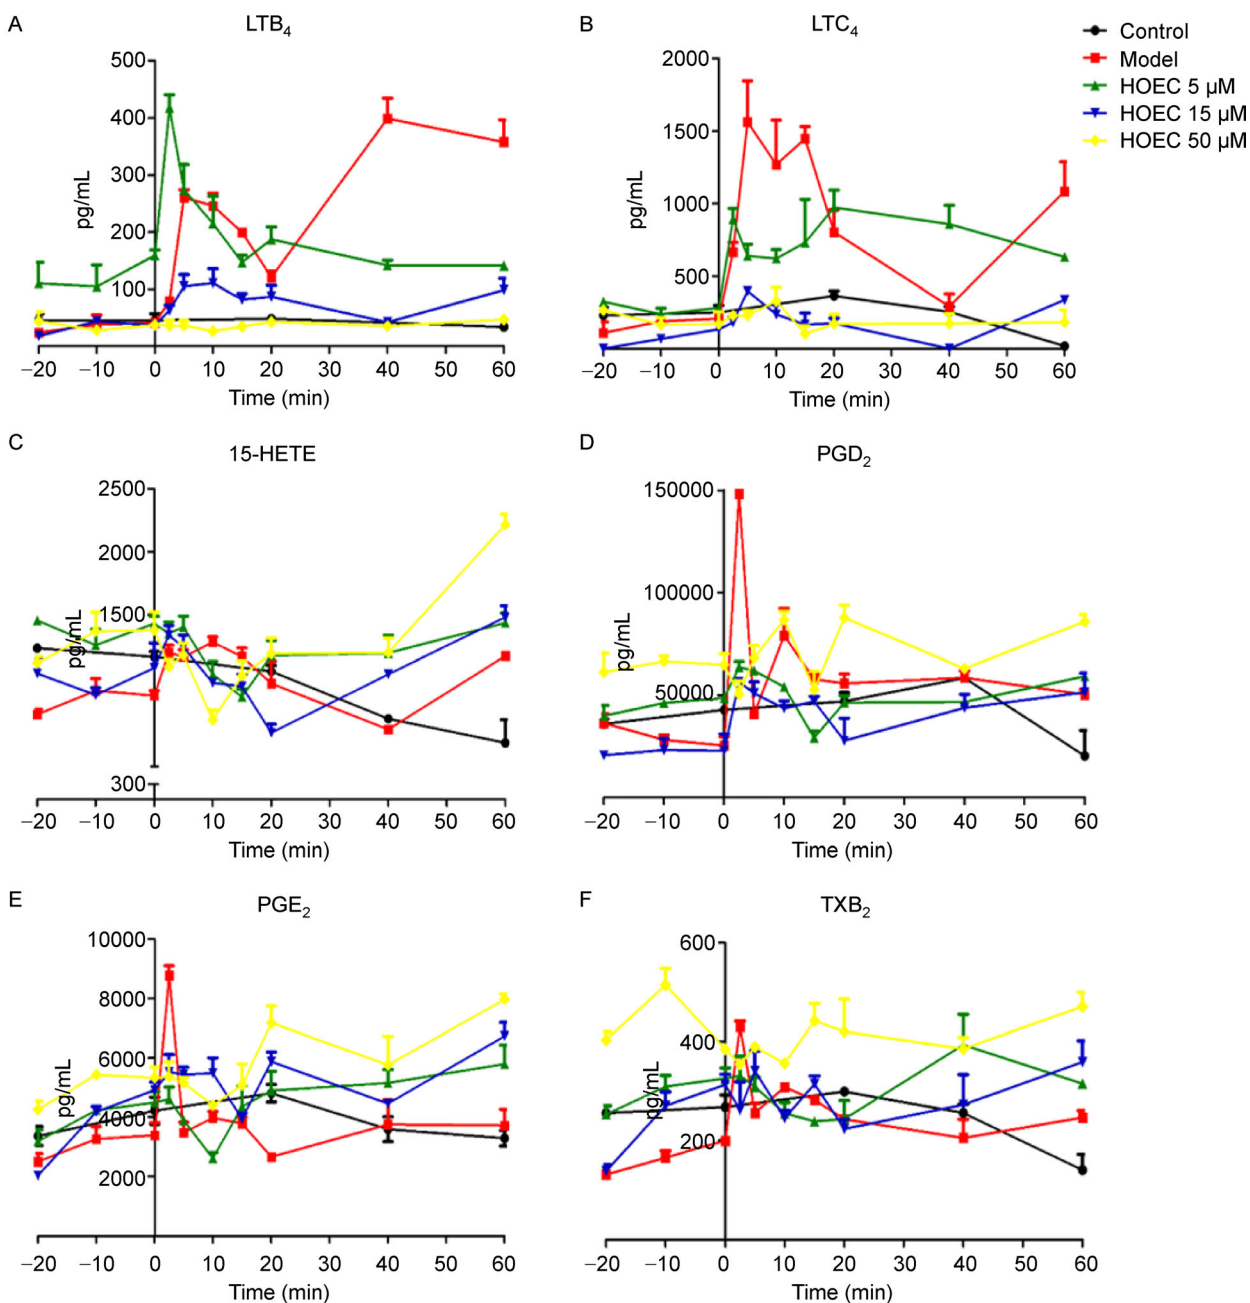 A
LTB₄
500
400
300
200
100
pg/mL
−20 −10 0 10 20 30 40 50 60
Time (min)
B
LTC₄
2000
1500
1000
500
pg/mL
−20 −10 0 10 20 30 40 50 60
Time (min)
Control
Model
HOEC 5 µM
HOEC 15 µM
HOEC 50 µM
C
15-HETE
2500
2000
1500
300
pg/mL
−20 −10 0 10 20 30 40 50 60
Time (min)
D
PGD₂
150000
100000
50000
pg/mL
−20 −10 0 10 20 30 40 50 60
Time (min)
E
PGE₂
10000
8000
6000
4000
2000
pg/mL
−20 −10 0 10 20 30 40 50 60
Time (min)
F
TXB₂
600
400
200
pg/mL
−20 −10 0 10 20 30 40 50 60
Time (min)